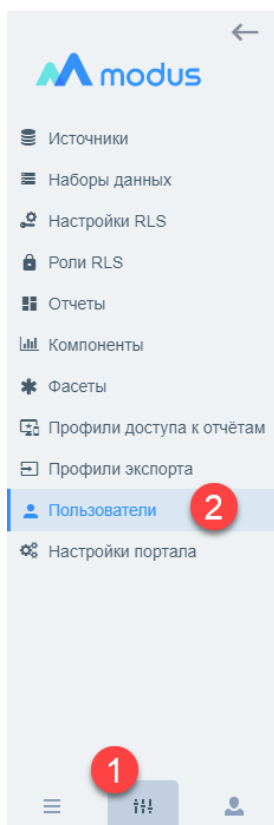 modus
Источники
Наборы данных
Настройки RLS
Роли RLS
Отчеты
Компоненты
Фасеты
Профили доступа к отчётам
Профили экспорта
Пользователи 2
Настройки портала
1